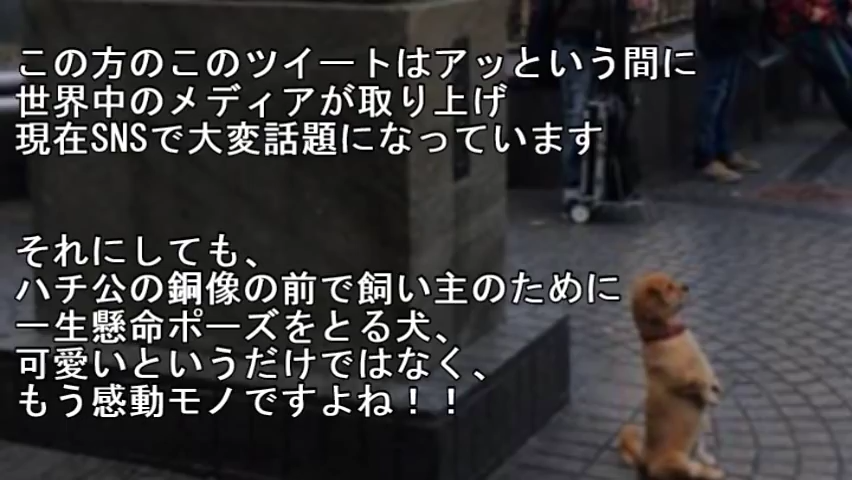 この方のこのツイートはアッという間に
世界中のメディアが取り上げ
現在SNSで大変話題になっています
それにしても、
ハチ公の銅像の前で飼い主のために
一生懸命ポーズをとる犬、
可愛いというだけではなく、
もう感動モノですよね！！